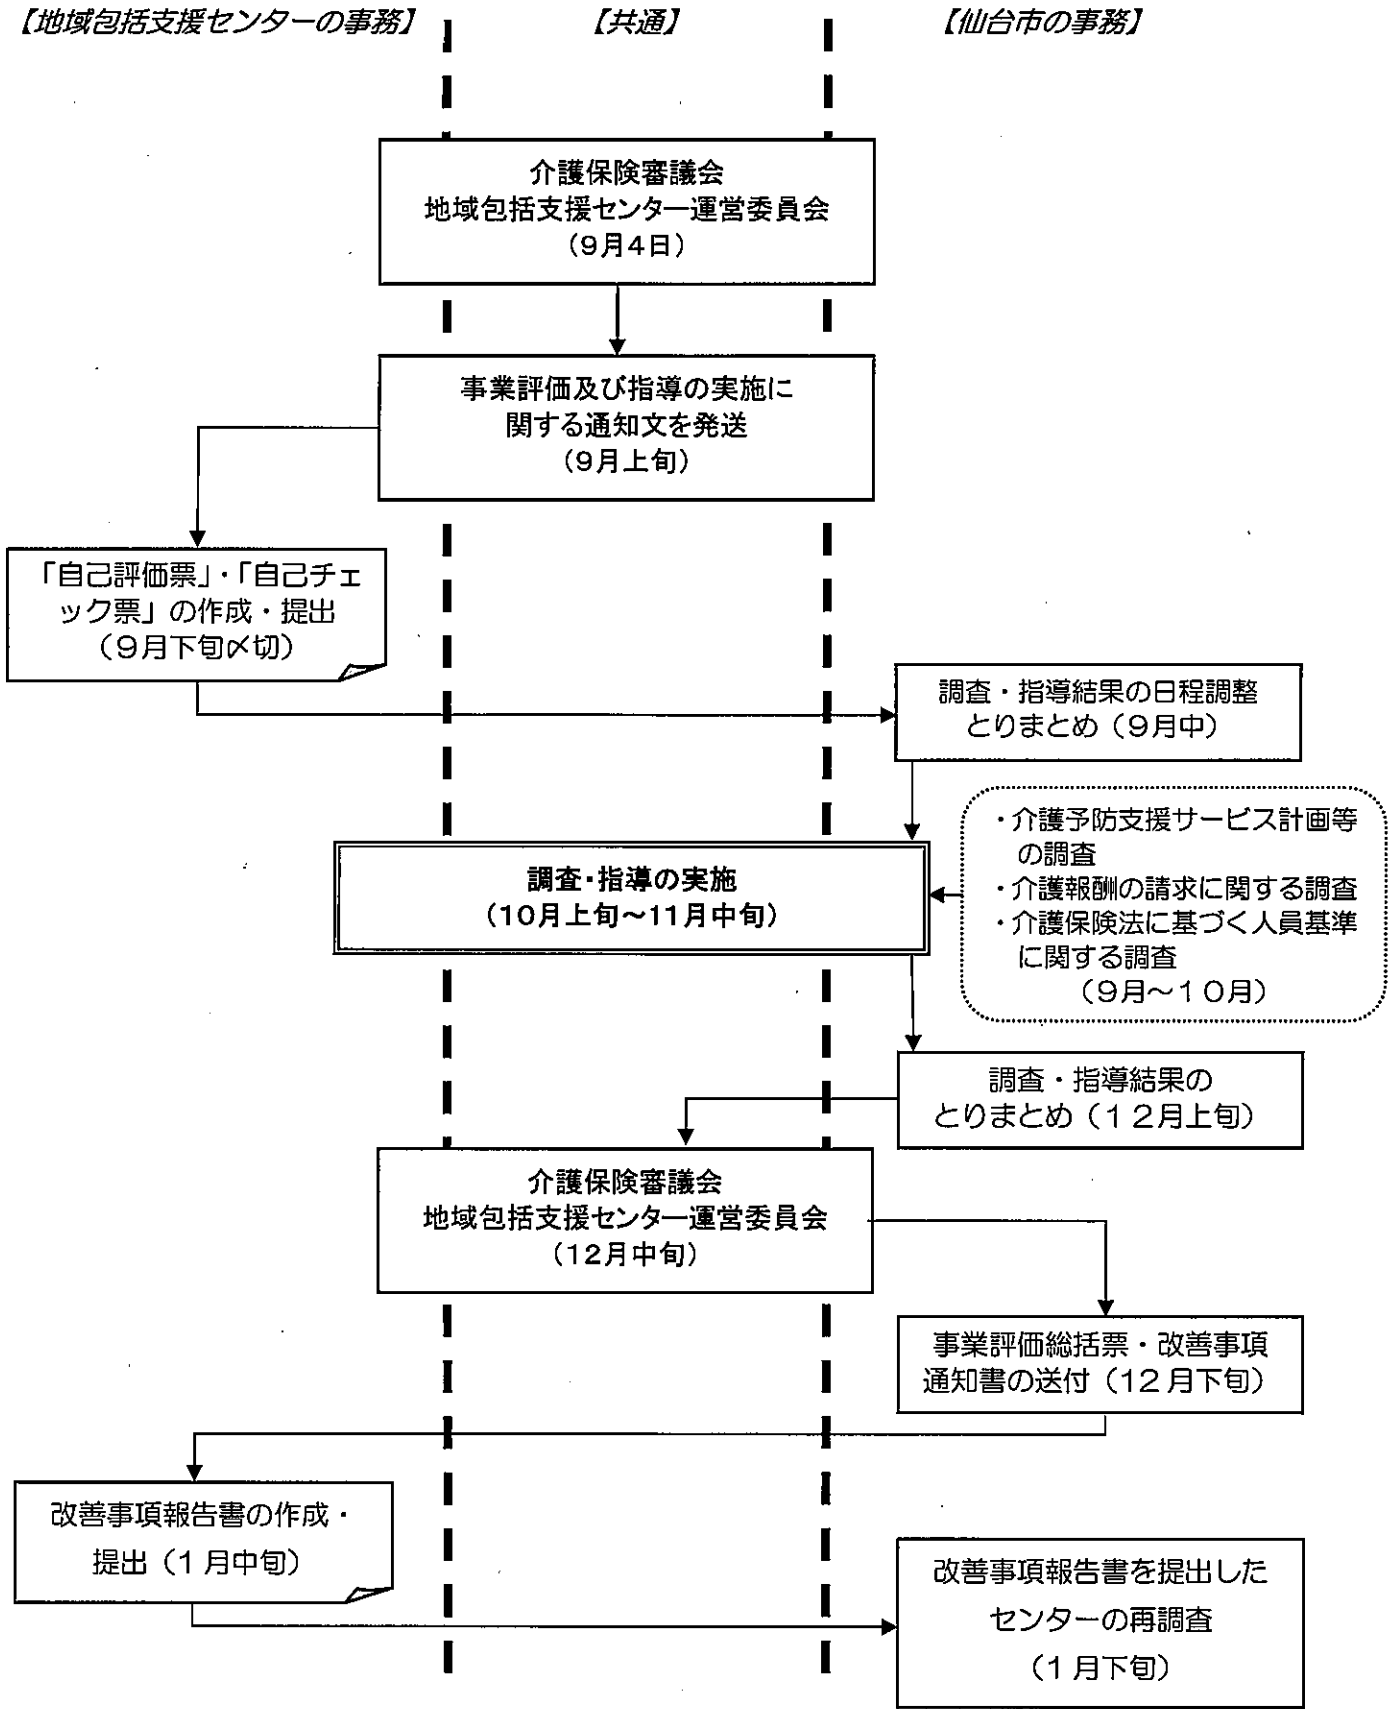 【地域包括支援センターの事務】
【共通】
【仙台市の事務】
介護保険審議会
地域包括支援センター運営委員会
（９月４日）
事業評価及び指導の実施に
関する通知文を発送
（９月上旬）
「自己評価票」・「自己チェ
ック票」の作成・提出
（９月下旬〆切）
調査・指導結果の日程調整
とりまとめ（９月中）
・介護予防支援サービス計画等
の調査
・介護報酬の請求に関する調査
・介護保険法に基づく人員基準
に関する調査
（９月～１０月）
調査・指導の実施
（１０月上旬～１１月中旬）
調査・指導結果の
とりまとめ（１２月上旬）
介護保険審議会
地域包括支援センター運営委員会
（１２月中旬）
事業評価総括票・改善事項
通知書の送付（12月下旬）
改善事項報告書の作成・
提出（１月中旬）
改善事項報告書を提出した
センターの再調査
（１月下旬）